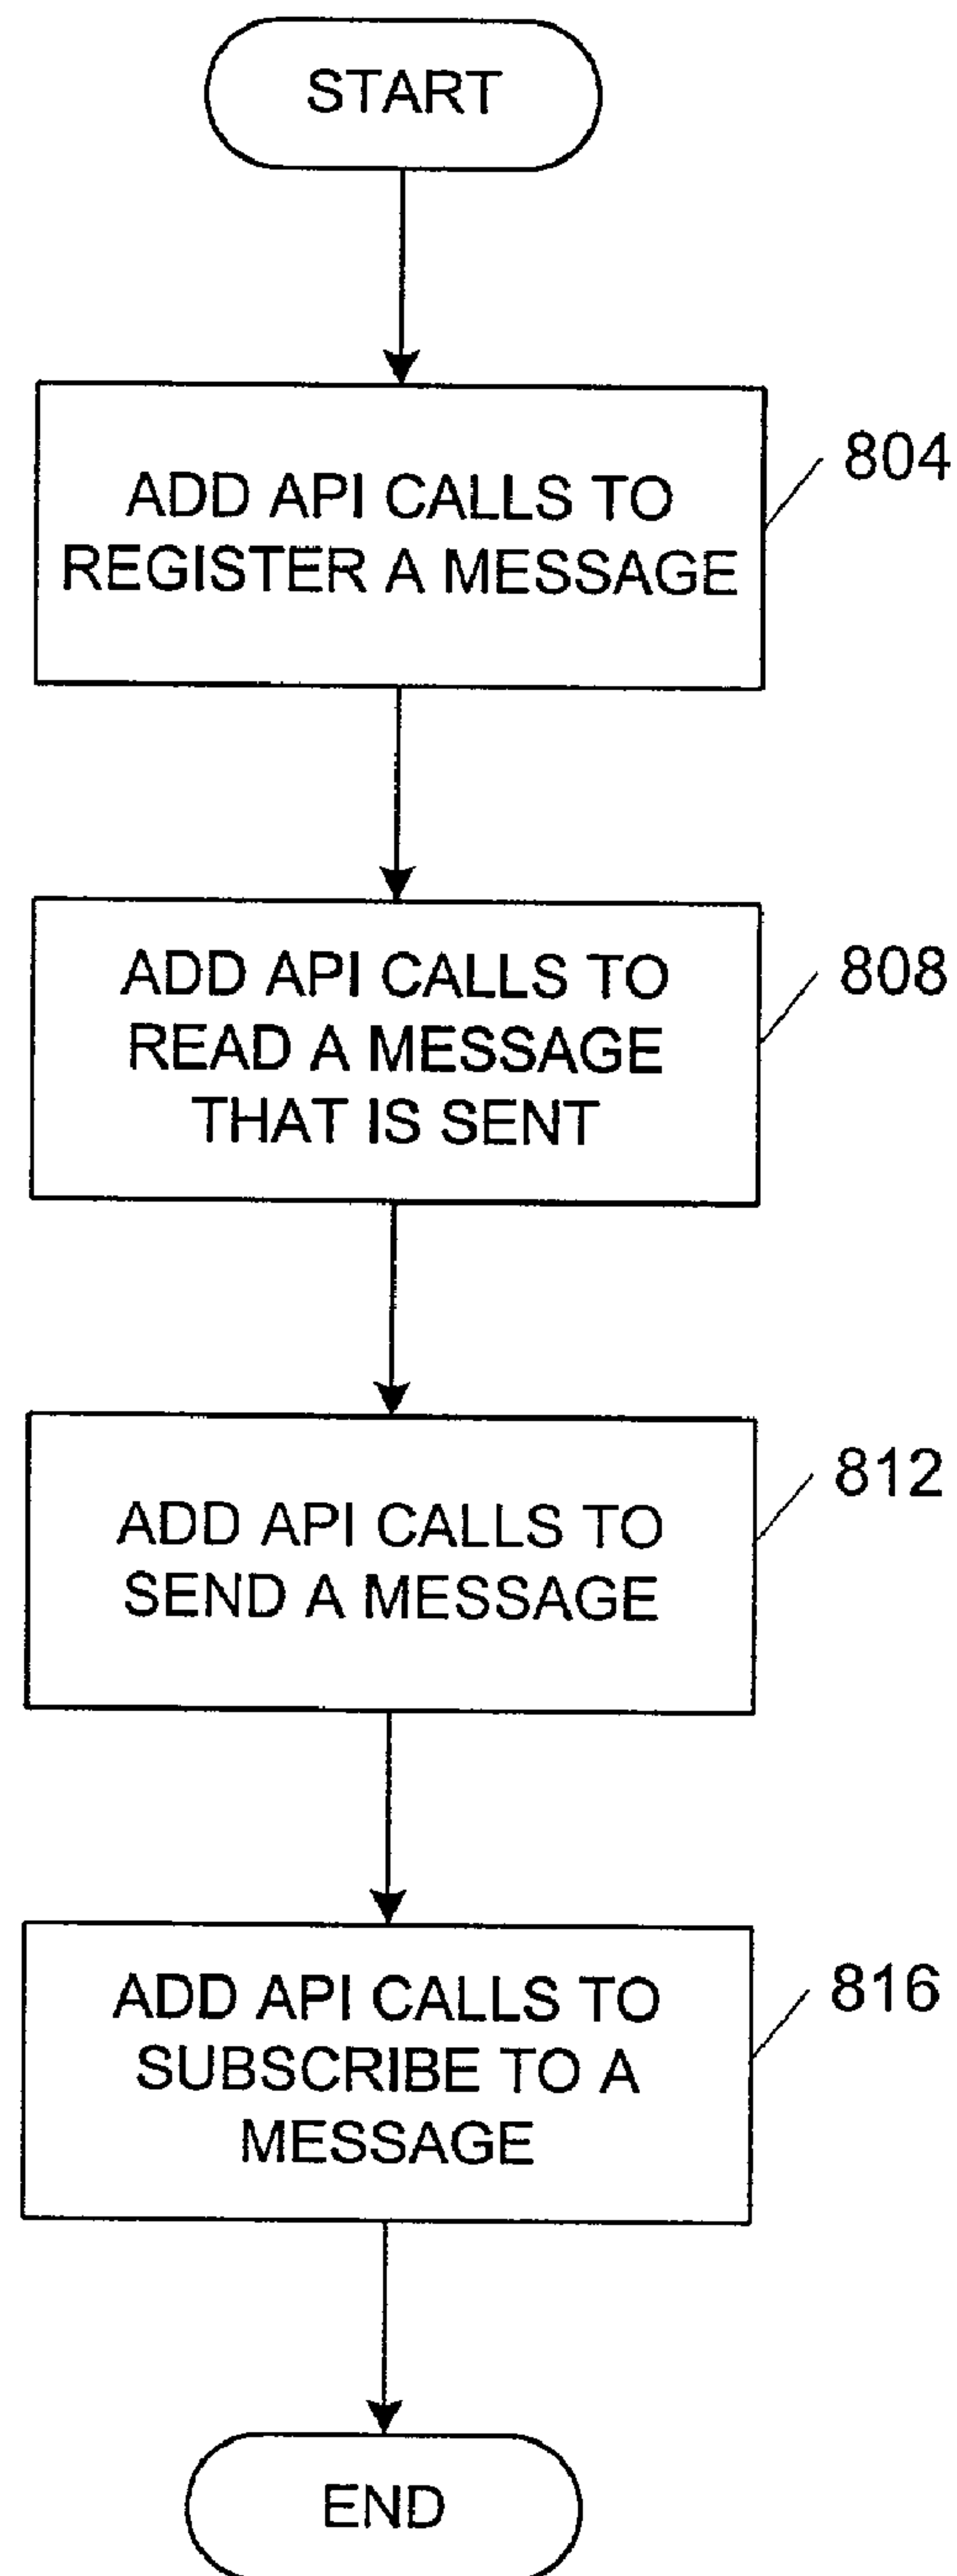 START
ADD API CALLS TO
REGISTER A MESSAGE
804
ADD API CALLS TO
READ A MESSAGE
THAT IS SENT
808
ADD API CALLS TO
SEND A MESSAGE
812
ADD API CALLS TO
SUBSCRIBE TO A
MESSAGE
816
END